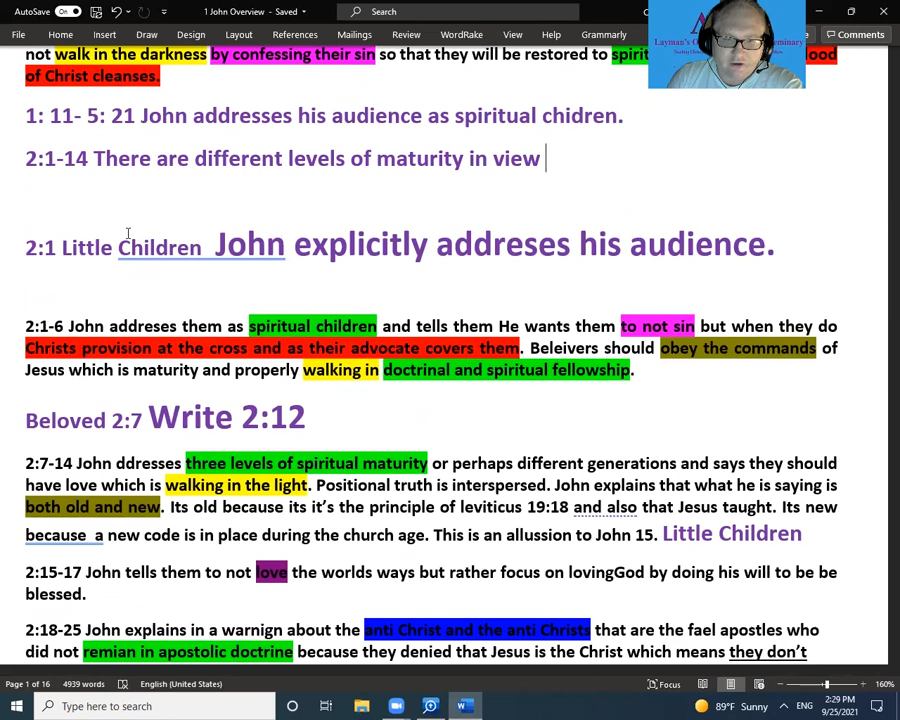 AutoSave On 1 John Overview - Saved Search
File Home Insert Draw Design Layout References Mailings Review WordRake View Help Grammarly Comments
not walk in the darkness by confessing their sin so that they will be restored to
of Christ cleanses.
1: 11- 5: 21 John addresses his audience as spiritual chidren.
2:1-14 There are different levels of maturity in view
2:1 Little Children John explicitly addreses his audience.
2:1-6 John addreses them as spiritual children and tells them He wants them to not sin but when they do
Christs provision at the cross and as their advocate covers them. Beleivers should obey the commands of
Jesus which is maturity and properly walking in doctrinal and spiritual fellowship.
Beloved 2:7 Write 2:12
2:7-14 John ddresses three levels of spiritual maturity or perhaps different generations and says they should
have love which is walking in the light. Positional truth is interspersed. John explains that what he is saying is
both old and new. Its old because its it's the principle of leviticus 19:18 and also that Jesus taught. Its new
because a new code is in place during the church age. This is an allussion to John 15. Little Children
2:15-17 John tells them to not love the worlds ways but rather focus on lovingGod by doing his will to be be
blessed.
2:18-25 John explains in a warnign about the anti Christ and the anti Christs that are the fael apostles who
did not remian in apostolic doctrine because they denied that Jesus is the Christ which means they don't
Page 1 of 16 4939 words English (United States) Focus 160%
Type here to search 89°F Sunny 2:29 PM
9/25/2021